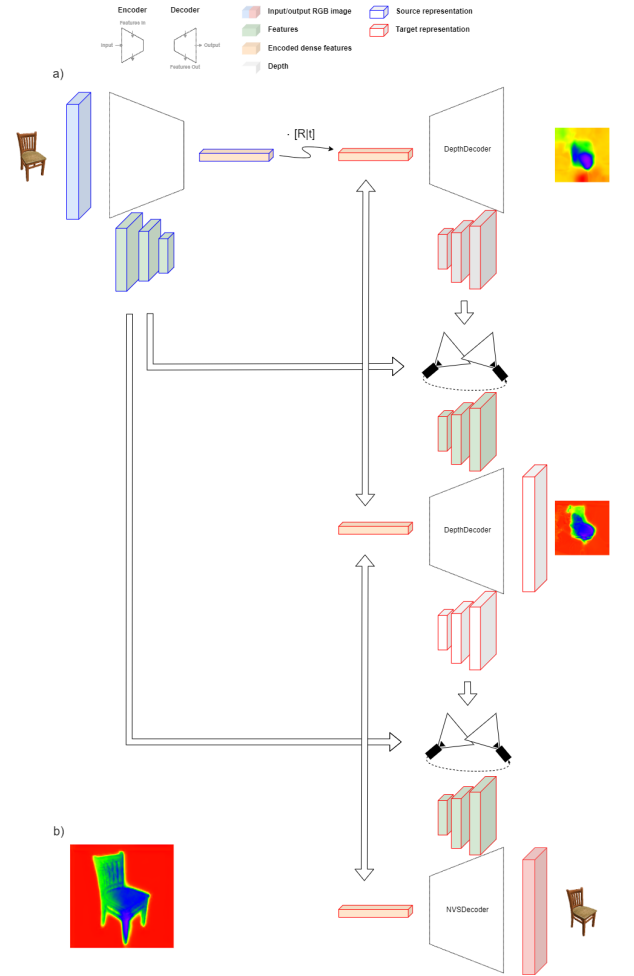 Encoder
Decoder
Features In
Input
Output
Features Out
Input/output RGB image
Features
Encoded dense features
Depth
Source representation
Target representation
a)
· [R|t]
DepthDecoder
DepthDecoder
b)
NVSDecoder